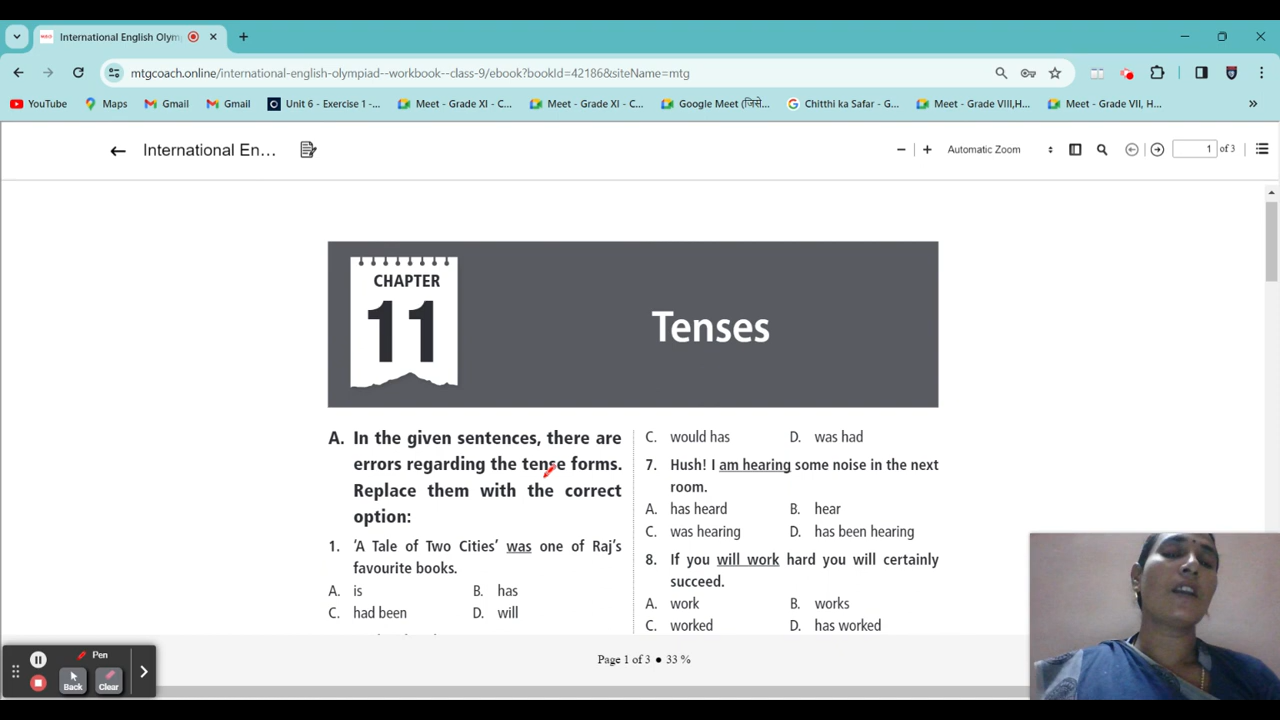 International English Olym
mtgcoach.online/international-english-olympiad--workbook--class-9/ebook?bookId=42186&siteName=mtg
YouTube
Maps
Gmail
Gmail
Unit 6 - Exercise 1 -...
Meet - Grade XI - C...
Meet - Grade XI - C...
Google Meet (जिसे...
Chitthi ka Safar - G...
Meet - Grade VIII,H...
Meet - Grade VII, H...
International En...
Automatic Zoom
1 of 3
CHAPTER
11
Tenses
A. In the given sentences, there are
errors regarding the tense forms.
Replace them with the correct
option:
1. ‘A Tale of Two Cities’ was one of Raj’s
favourite books.
A. is B. has
C. had been D. will
C. would has D. was had
7. Hush! I am hearing some noise in the next
room.
A. has heard B. hear
C. was hearing D. has been hearing
8. If you will work hard you will certainly
succeed.
A. work B. works
C. worked D. has worked
Page 1 of 3 ● 33 %
Pen
Back
Clear